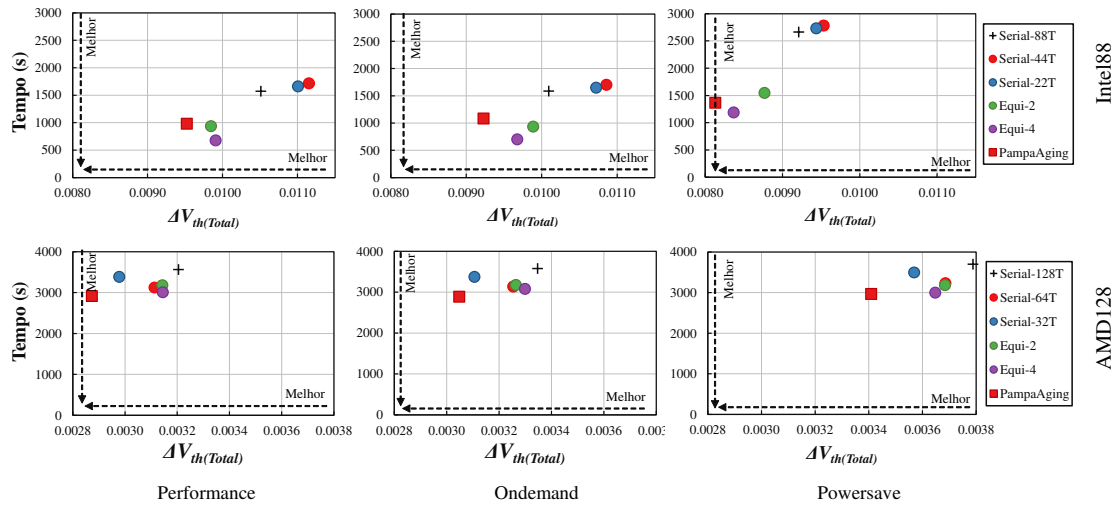 3000
2500
2000
1500
1000
500
0
Tempo (s)
Melhor
Melhor
0.0080 0.0090 0.0100 0.0110
ΔVth(Total)
3000
2500
2000
1500
1000
500
0
Melhor
Melhor
0.0080 0.0090 0.0100 0.0110
ΔVth(Total)
3000
2500
2000
1500
1000
500
0
Melhor
Melhor
0.0080 0.0090 0.0100 0.0110
ΔVth(Total)
Serial-88T
Serial-44T
Serial-22T
Equi-2
Equi-4
PampaAging
Intel88
4000
3000
2000
1000
0
Tempo (s)
Melhor
Melhor
0.0028 0.0030 0.0032 0.0034 0.0036 0.0038
ΔVth(Total)
4000
3000
2000
1000
0
Melhor
Melhor
0.0028 0.0030 0.0032 0.0034 0.0036
ΔVth(Total)
4000
3000
2000
1000
0
Melhor
Melhor
0.0028 0.0030 0.0032 0.0034 0.0036 0.0038
ΔVth(Total)
Serial-128T
Serial-64T
Serial-32T
Equi-2
Equi-4
PampaAging
AMD128
Performance
Ondemand
Powersave